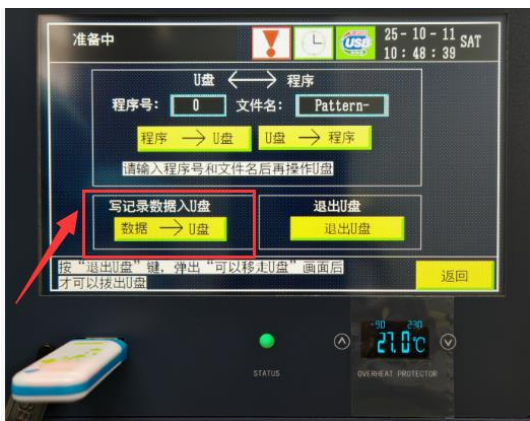 准备中
USB
25-10-11 SAT
10:48:39
U盘 ←→ 程序
程序号: 0 文件名: Pattern-
程序 → U盘 U盘 → 程序
请输入程序号和文件名后再操作U盘
写记录数据入U盘 退出U盘
数据 → U盘 退出U盘
按“退出U盘”键, 弹出“可以移走U盘”画面后
才可以拔出U盘
返回
-90 230
27.0℃
STATUS
OVERHEAT PROTECTOR